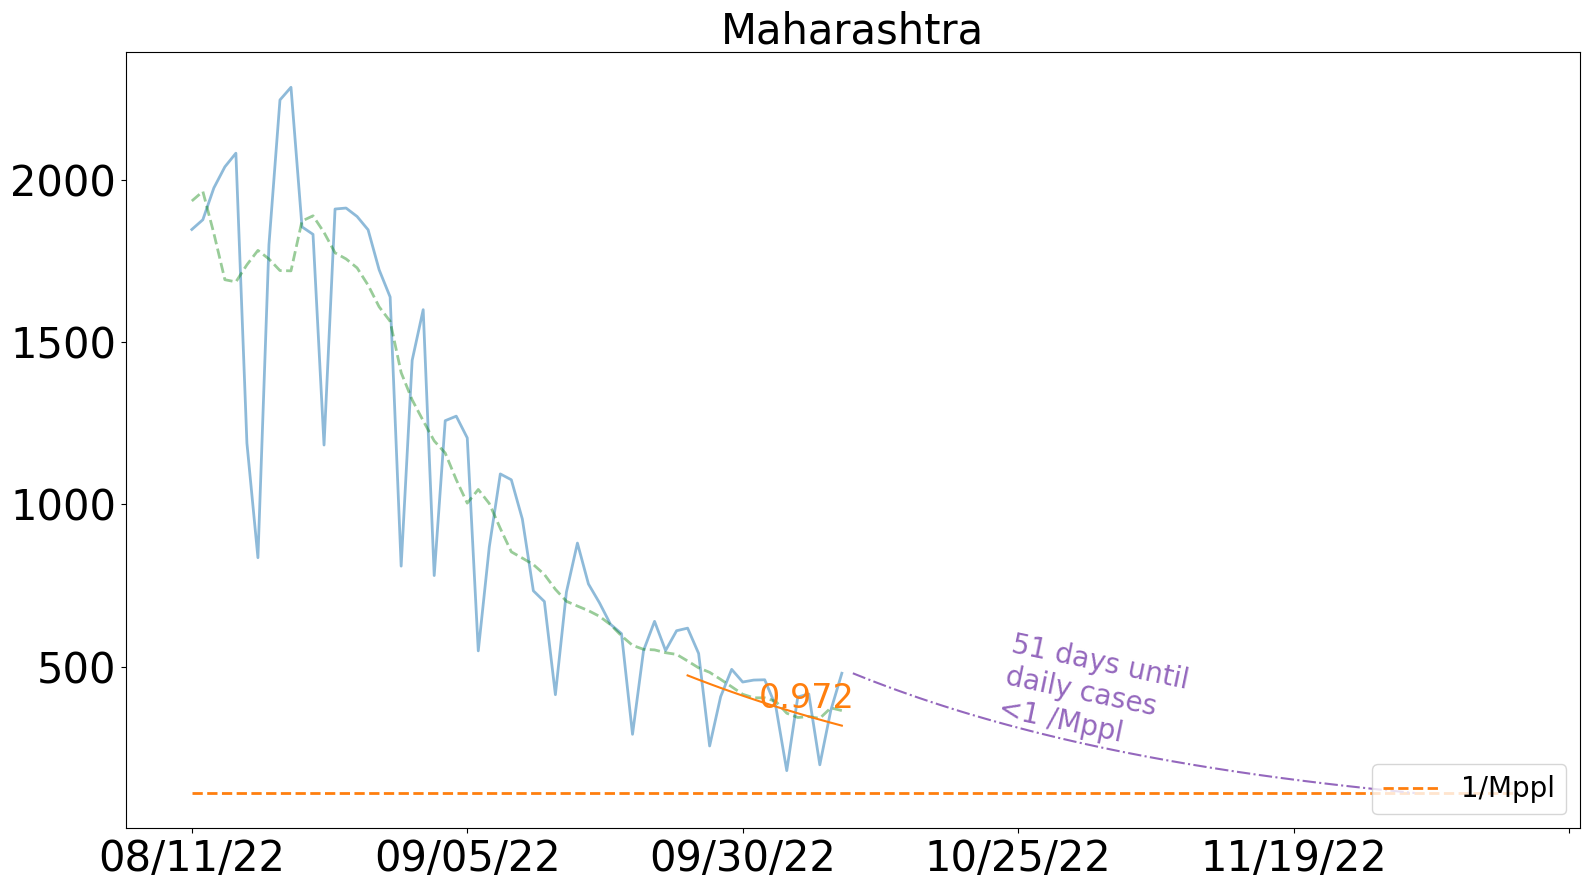 Maharashtra
2000
1500
1000
500
0.972
51 days until
daily cases
<1 /Mppl
1/Mppl
08/11/22
09/05/22
09/30/22
10/25/22
11/19/22